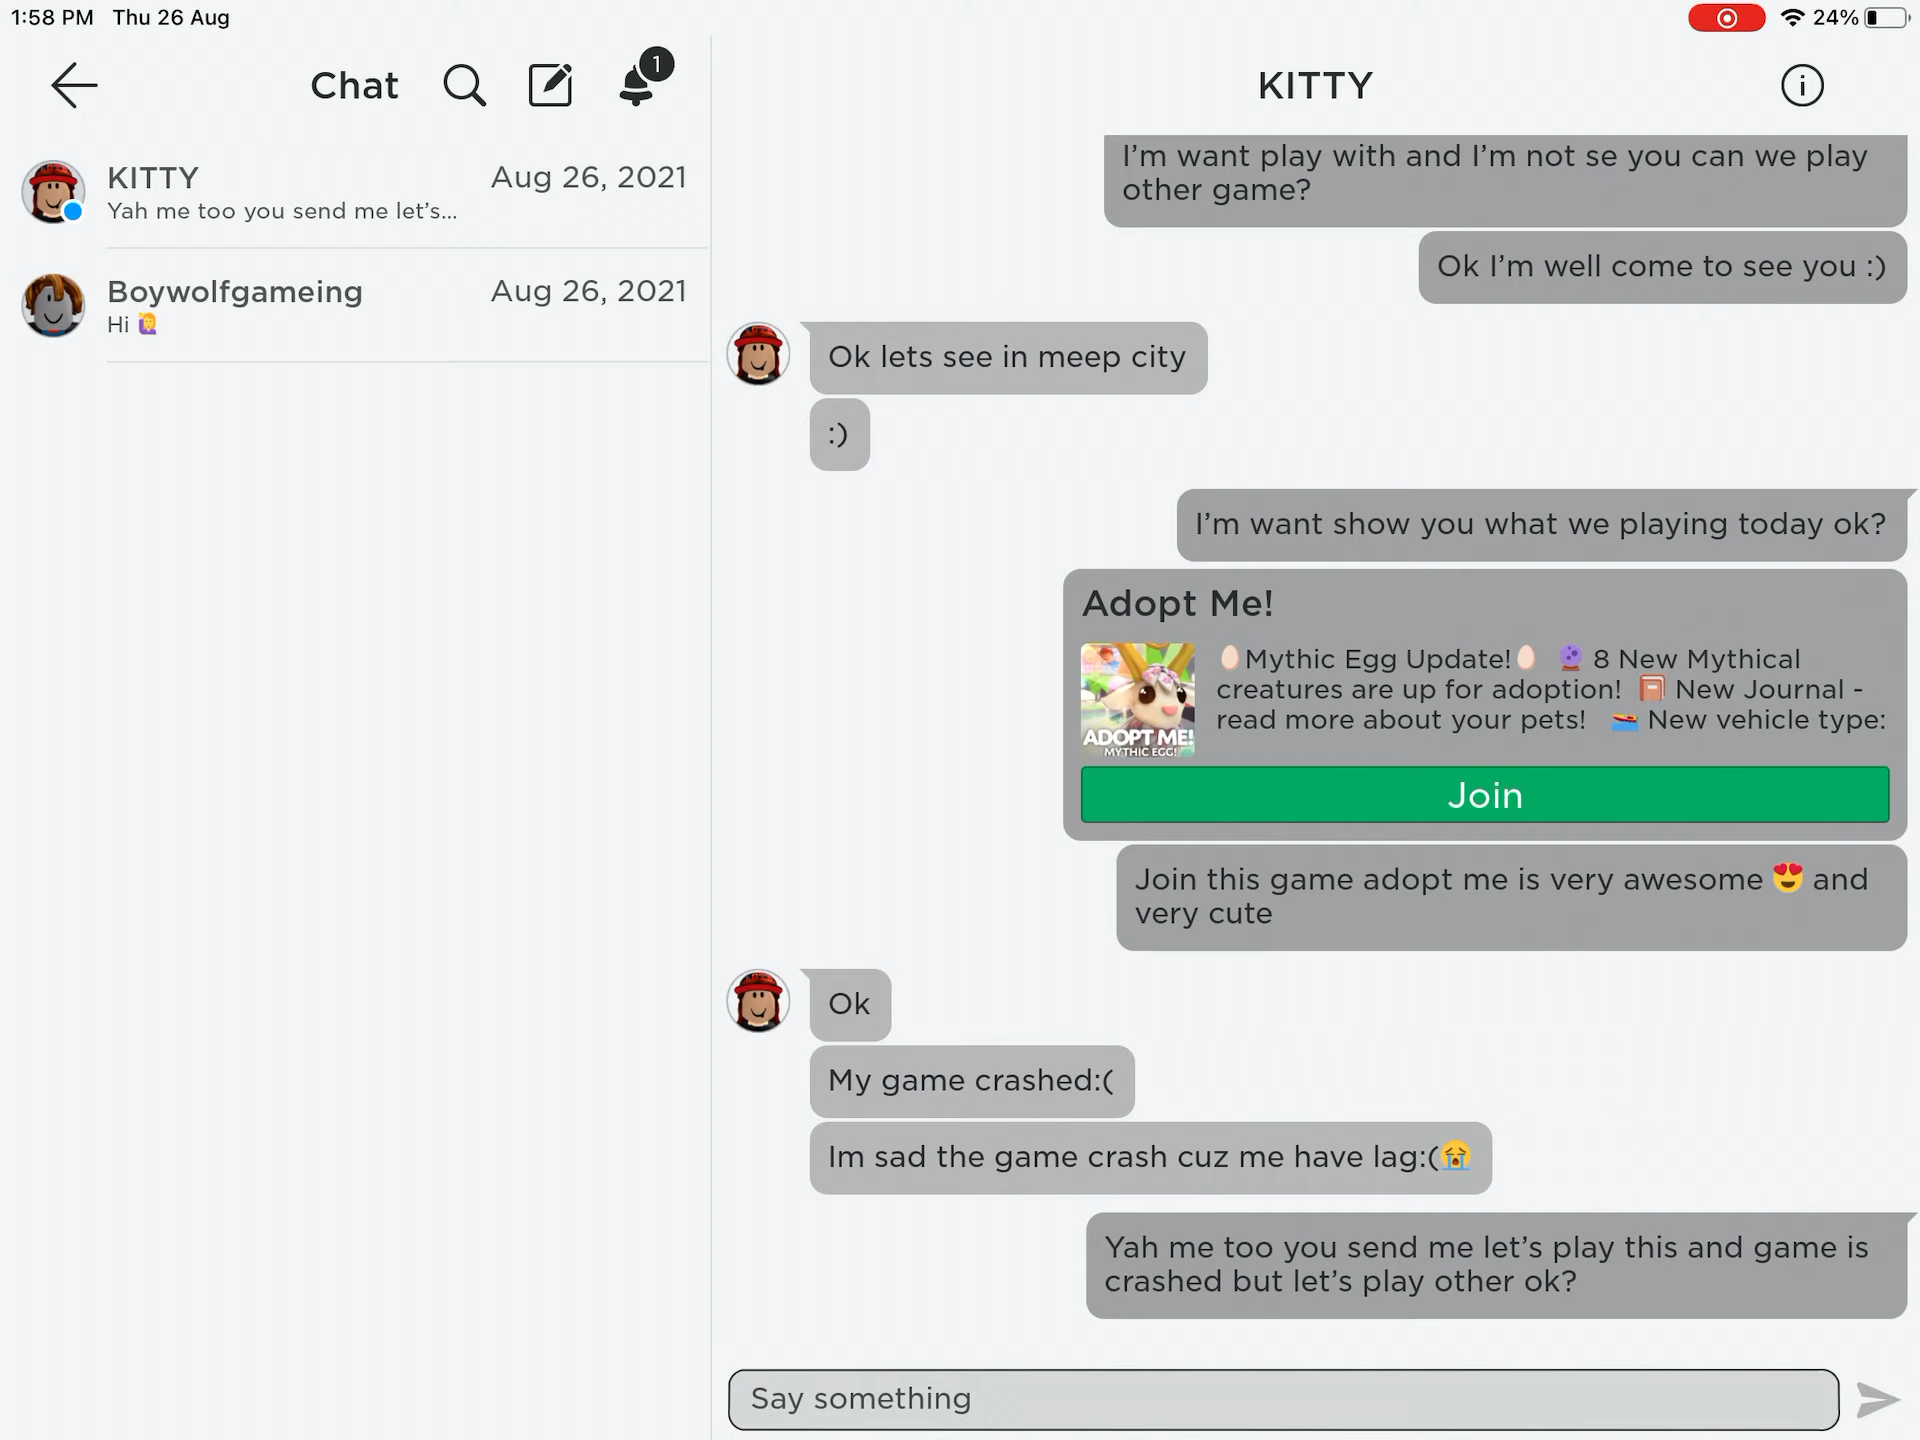 1:58 PM Thu 26 Aug
24%
Chat
1
KITTY
KITTY
Aug 26, 2021
Yah me too you send me let's...
Boywolfgameing
Aug 26, 2021
Hi 🙋‍♀️
I'm want play with and I'm not se you can we play
other game?
Ok I'm well come to see you :)
Ok lets see in meep city
:)
I'm want show you what we playing today ok?
Adopt Me!
🥚Mythic Egg Update!🥚 🔮 8 New Mythical
creatures are up for adoption! 📔 New Journal -
read more about your pets! 🚤 New vehicle type:
ADOPT ME!
MYTHIC EGG!
Join
Join this game adopt me is very awesome 😍 and
very cute
Ok
My game crashed:(
Im sad the game crash cuz me have lag:(😭
Yah me too you send me let's play this and game is
crashed but let's play other ok?
Say something